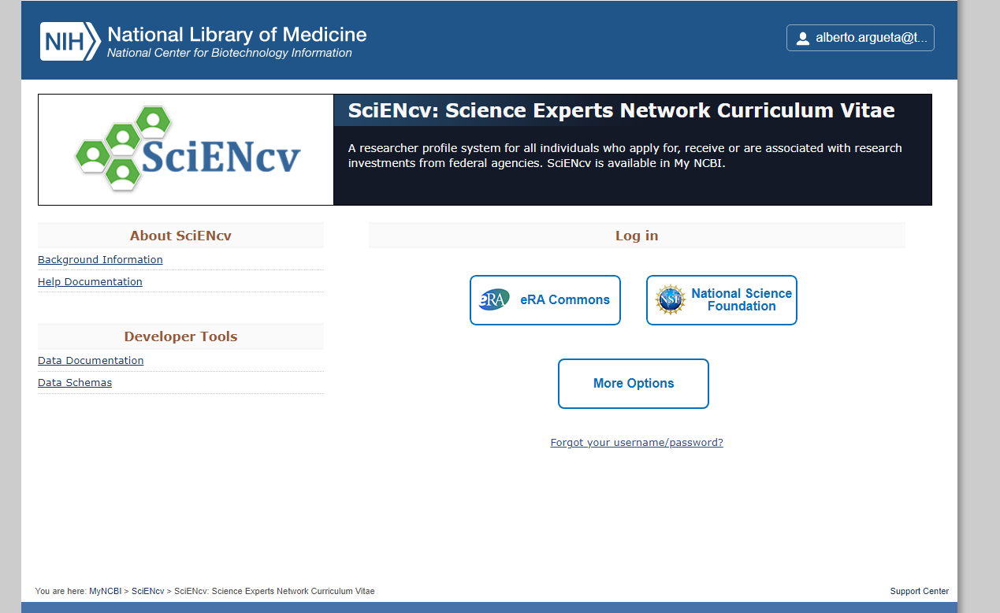 NIH
National Library of Medicine
National Center for Biotechnology Information
alberto.argueta@t...
SciENcv
SciENcv: Science Experts Network Curriculum Vitae
A researcher profile system for all individuals who apply for, receive or are associated with research
investments from federal agencies. SciENcv is available in My NCBI.
About SciENcv
Background Information
Help Documentation
Developer Tools
Data Documentation
Data Schemas
Log in
eRA
eRA Commons
NSF
National Science
Foundation
More Options
Forgot your username/password?
You are here: MyNCBI > SciENcv > SciENcv: Science Experts Network Curriculum Vitae
Support Center